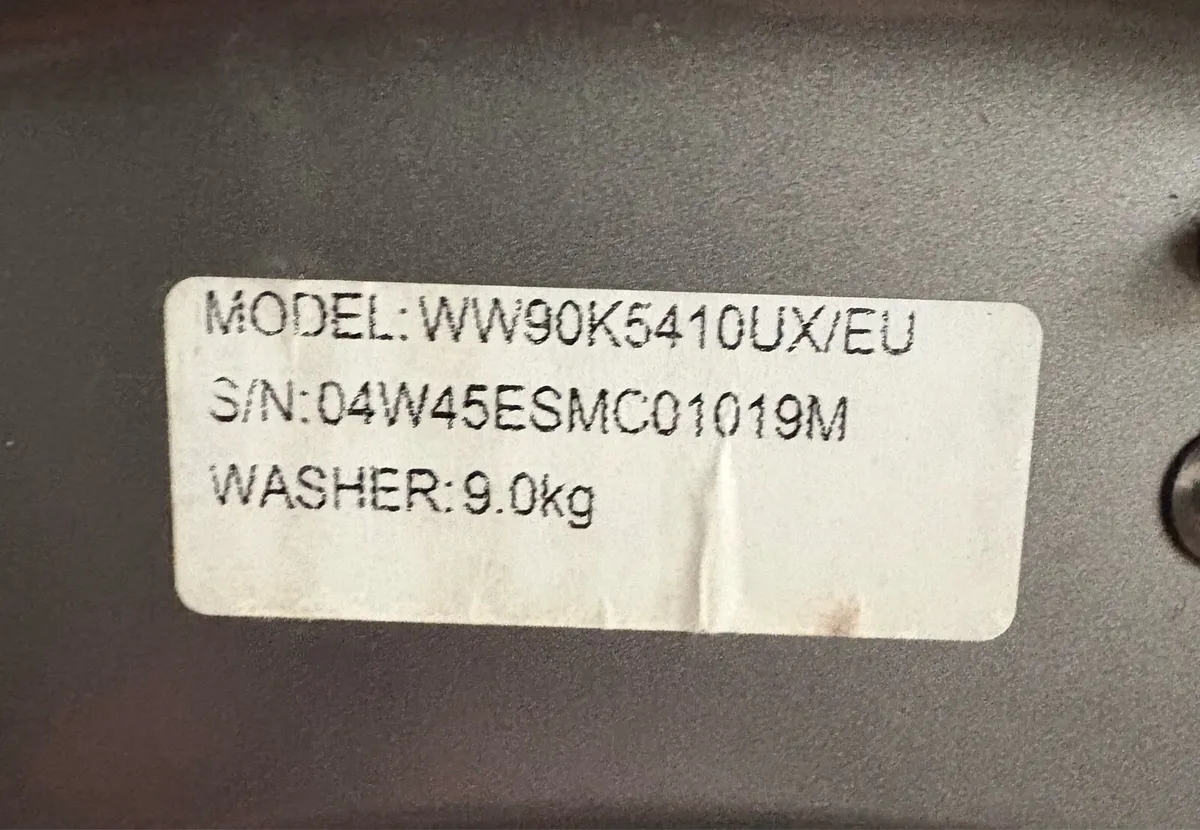 MODEL:WW90K5410UX/EU
S/N:04W45ESMC01019M
WASHER:9.0kg